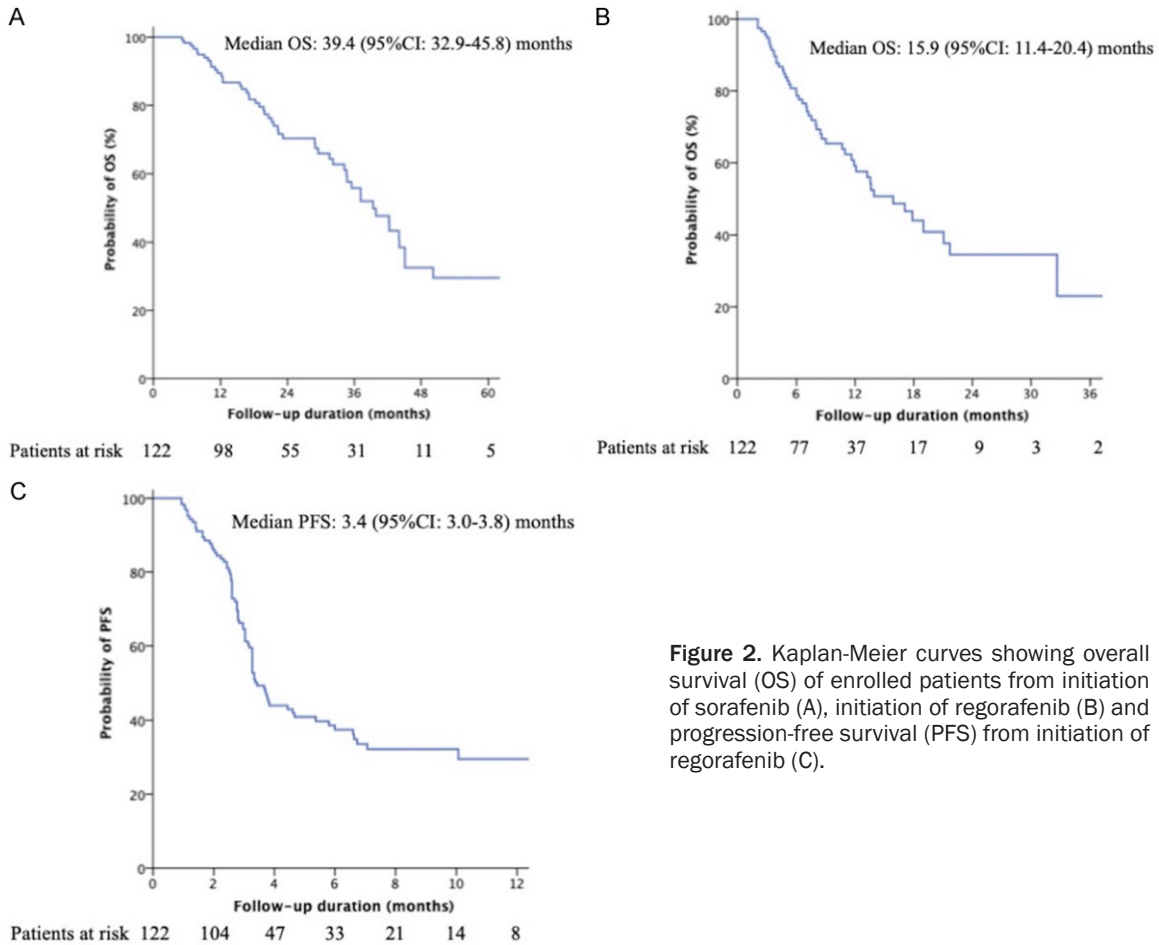 A
Median OS: 39.4 (95%CI: 32.9-45.8) months
Probability of OS (%)
100
80
60
40
20
0
0 12 24 36 48 60
Follow-up duration (months)
Patients at risk 122 98 55 31 11 5
B
Median OS: 15.9 (95%CI: 11.4-20.4) months
Probability of OS (%)
100
80
60
40
20
0
0 6 12 18 24 30 36
Follow-up duration (months)
Patients at risk 122 77 37 17 9 3 2
C
Median PFS: 3.4 (95%CI: 3.0-3.8) months
Probability of PFS
100
80
60
40
20
0
0 2 4 6 8 10 12
Follow-up duration (months)
Patients at risk 122 104 47 33 21 14 8
Figure 2. Kaplan-Meier curves showing overall
survival (OS) of enrolled patients from initiation
of sorafenib (A), initiation of regorafenib (B) and
progression-free survival (PFS) from initiation of
regorafenib (C).